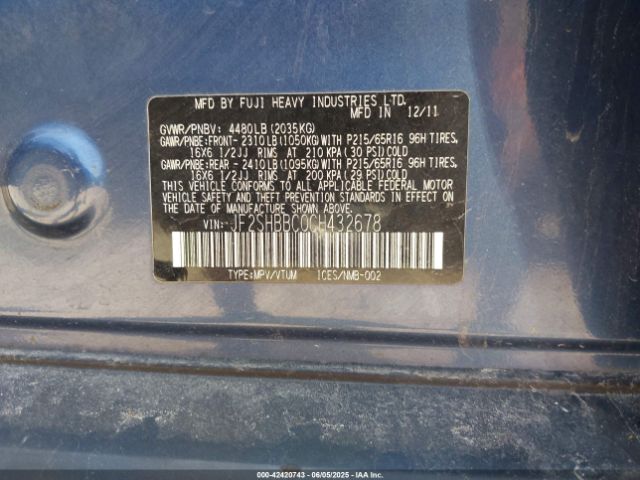 MFD BY FUJI HEAVY INDUSTRIES LTD.
MFD IN 12/11
GVWR/PNBV: 4480LB(2035KG)
GAWR/PNBE:FRONT-2310LB(1050KG)WITH P215/65R16 96H TIRES,
16X6 1/2JJ RIMS AT 210 KPA(30 PSI)COLD
GAWR/PNBE:REAR -2410LB(1095KG)WITH P215/65R16 96H TIRES,
16X6 1/2JJ RIMS AT 200 KPA(29 PSI)COLD
THIS VEHICLE CONFORMS TO ALL APPLICABLE FEDERAL MOTOR
VEHICLE SAFETY AND THEFT PREVENTION STANDARDS IN EFFECT ON
THE DATE OF MANUFACTURE SHOWN ABOVE.
VIN: JF2SHBBC0CH432678
TYPE:MPV/VTUM ICES/NMB-002
000-42420743 - 06/05/2025 - IAA, LLC